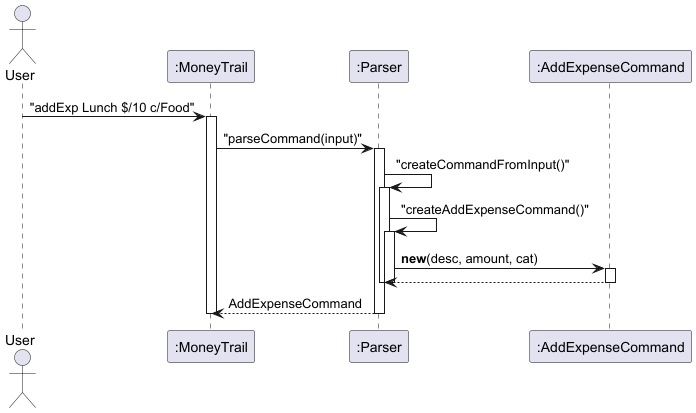 User
:MoneyTrail
:Parser
:AddExpenseCommand
"addExp Lunch $/10 c/Food"
"parseCommand(input)"
"createCommandFromInput()"
"createAddExpenseCommand()"
new(desc, amount, cat)
AddExpenseCommand
User
:MoneyTrail
:Parser
:AddExpenseCommand